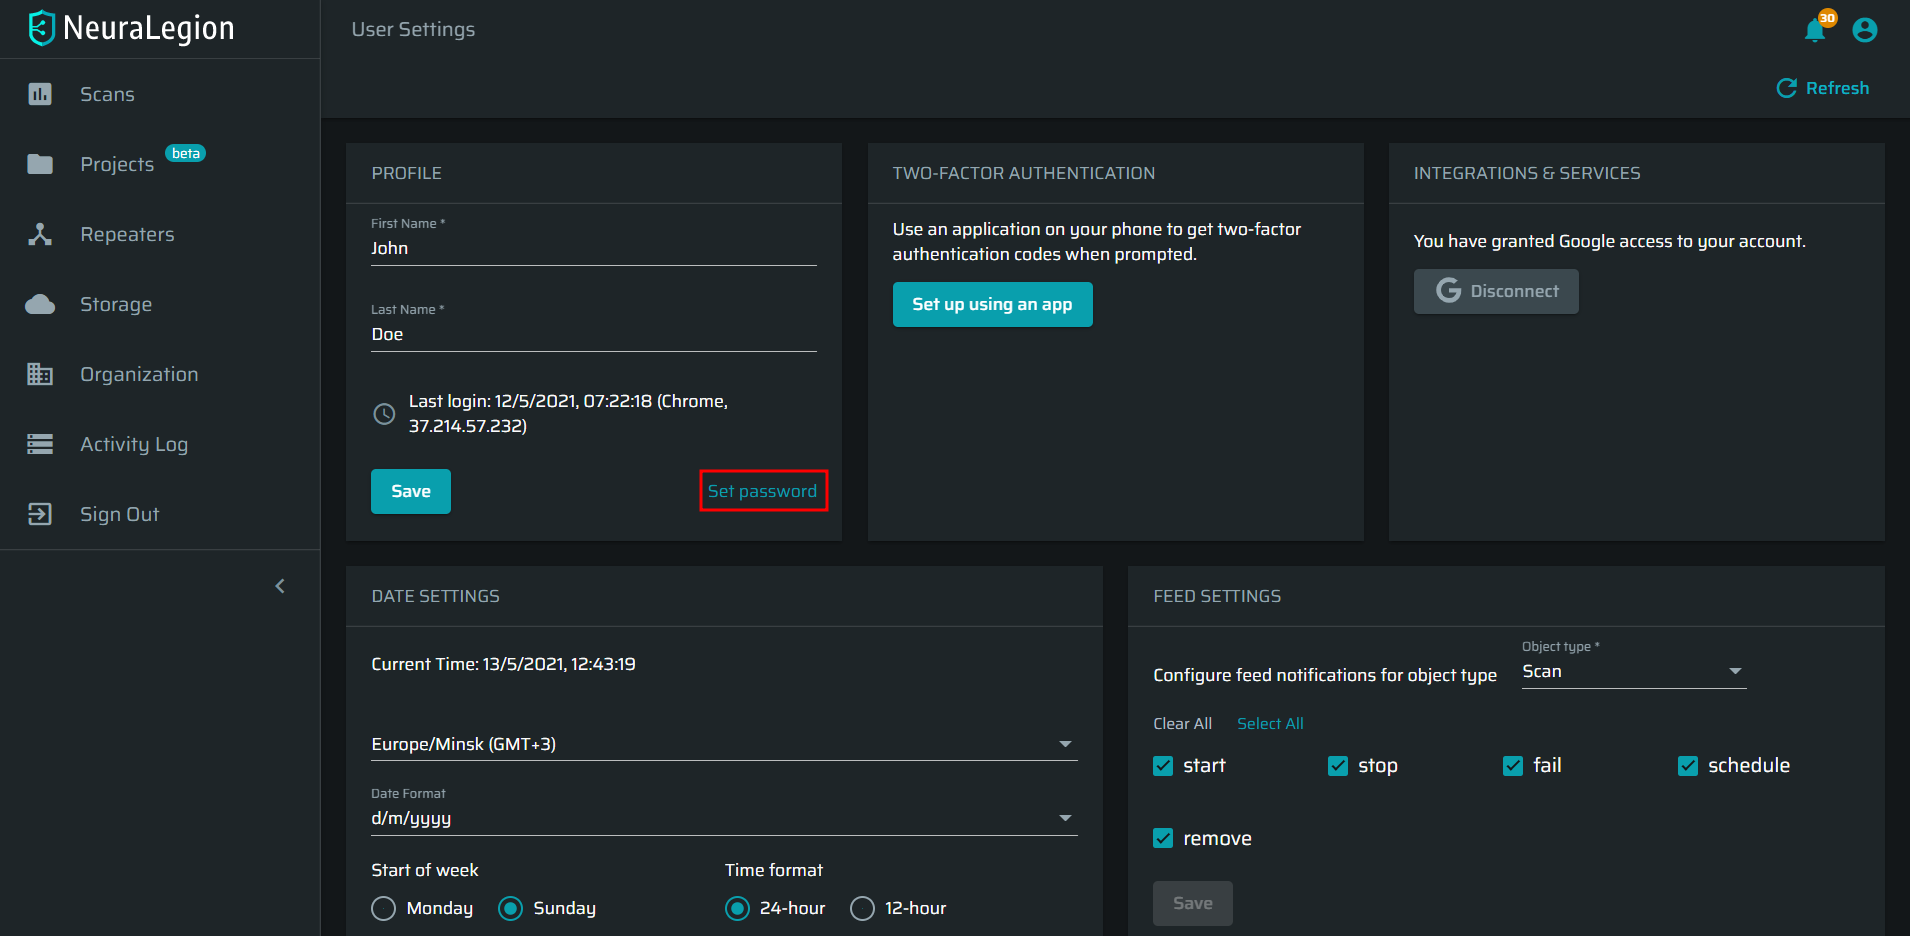 NeuraLegion
Scans
Projects beta
Repeaters
Storage
Organization
Activity Log
Sign Out
User Settings
30
Refresh
PROFILE
First Name *
John
Last Name *
Doe
Last login: 12/5/2021, 07:22:18 (Chrome,
37.214.57.232)
Save
Set password
TWO-FACTOR AUTHENTICATION
Use an application on your phone to get two-factor
authentication codes when prompted.
Set up using an app
INTEGRATIONS & SERVICES
You have granted Google access to your account.
G Disconnect
DATE SETTINGS
Current Time: 13/5/2021, 12:43:19
Europe/Minsk (GMT+3)
Date Format
d/m/yyyy
Start of week
Monday Sunday
Time format
24-hour 12-hour
FEED SETTINGS
Configure feed notifications for object type
Object type *
Scan
Clear All Select All
start stop fail schedule
remove
Save